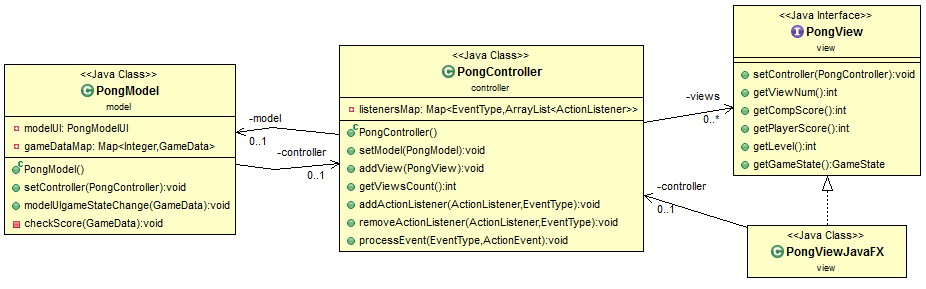 <<Java Class>>
PongModel
model
modelUI: PongModelUI
gameDataMap: Map<Integer,GameData>
PongModel()
setController(PongController):void
modelUIgameStateChange(GameData):void
checkScore(GameData):void
-model
0..1
-controller
0..1
<<Java Class>>
PongController
controller
listenersMap: Map<EventType,ArrayList<ActionListener>>
PongController()
setModel(PongModel):void
addView(PongView):void
getViewsCount():int
addActionListener(ActionListener,EventType):void
removeActionListener(ActionListener,EventType):void
processEvent(EventType,ActionEvent):void
-views
0..*
-controller
0..1
<<Java Interface>>
PongView
view
setController(PongController):void
getViewNum():int
getCompScore():int
getPlayerScore():int
getLevel():int
getGameState():GameState
<<Java Class>>
PongViewJavaFX
view